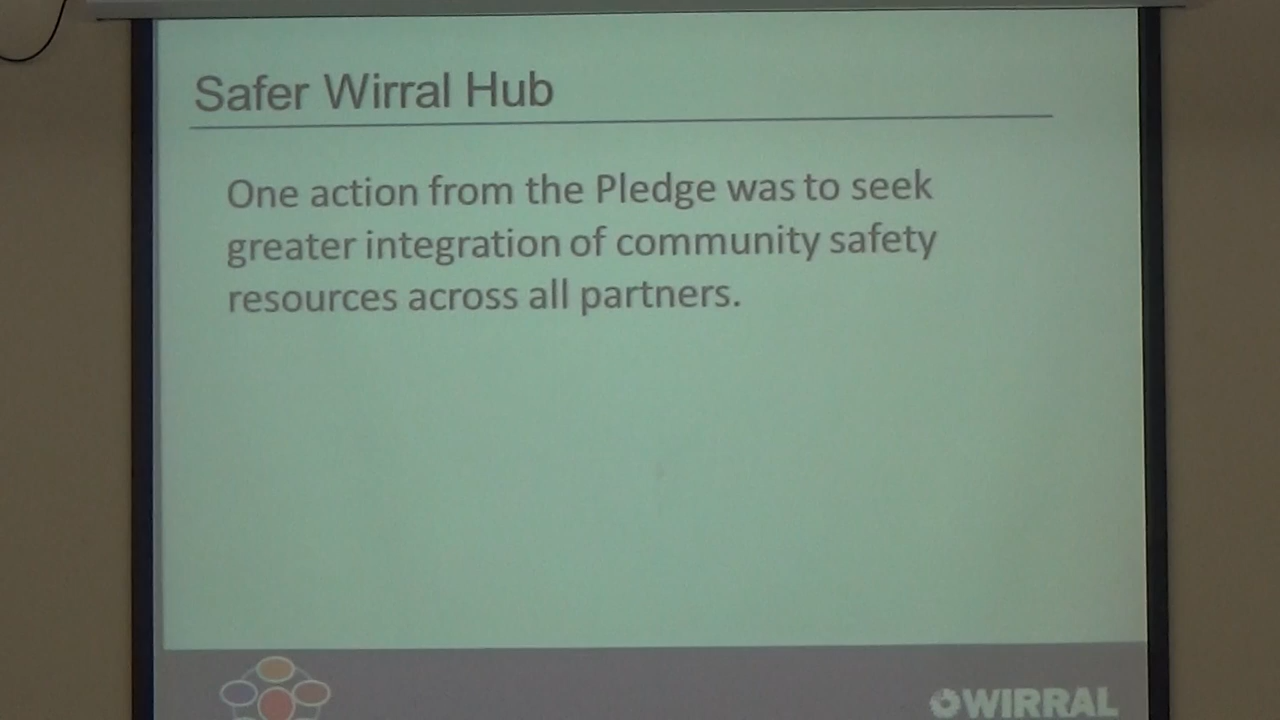 Safer Wirral Hub
One action from the Pledge was to seek
greater integration of community safety
resources across all partners.
WIRRAL